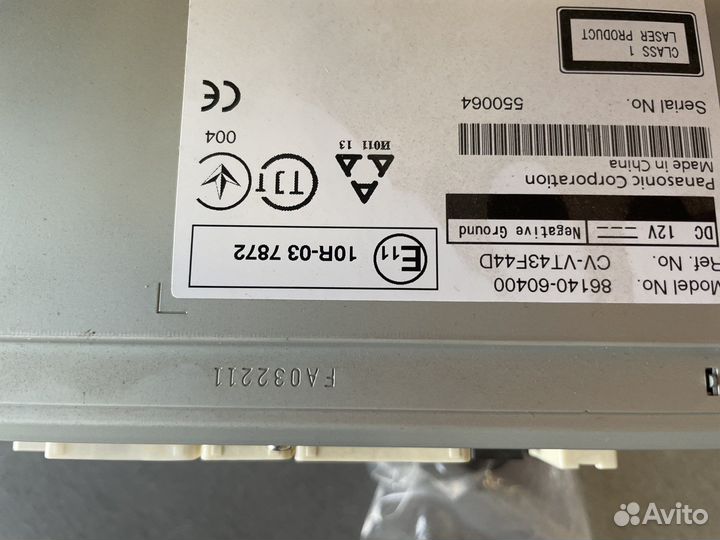 Model No. 86140-60400
Ref. No. CV-VT43F44D
DC 12V Negative Ground
Panasonic Corporation
Made in China
Serial No. 550064
CLASS 1
LASER PRODUCT
E11 10R-03 7872
И011 13
004
CE
FA032211
Avito